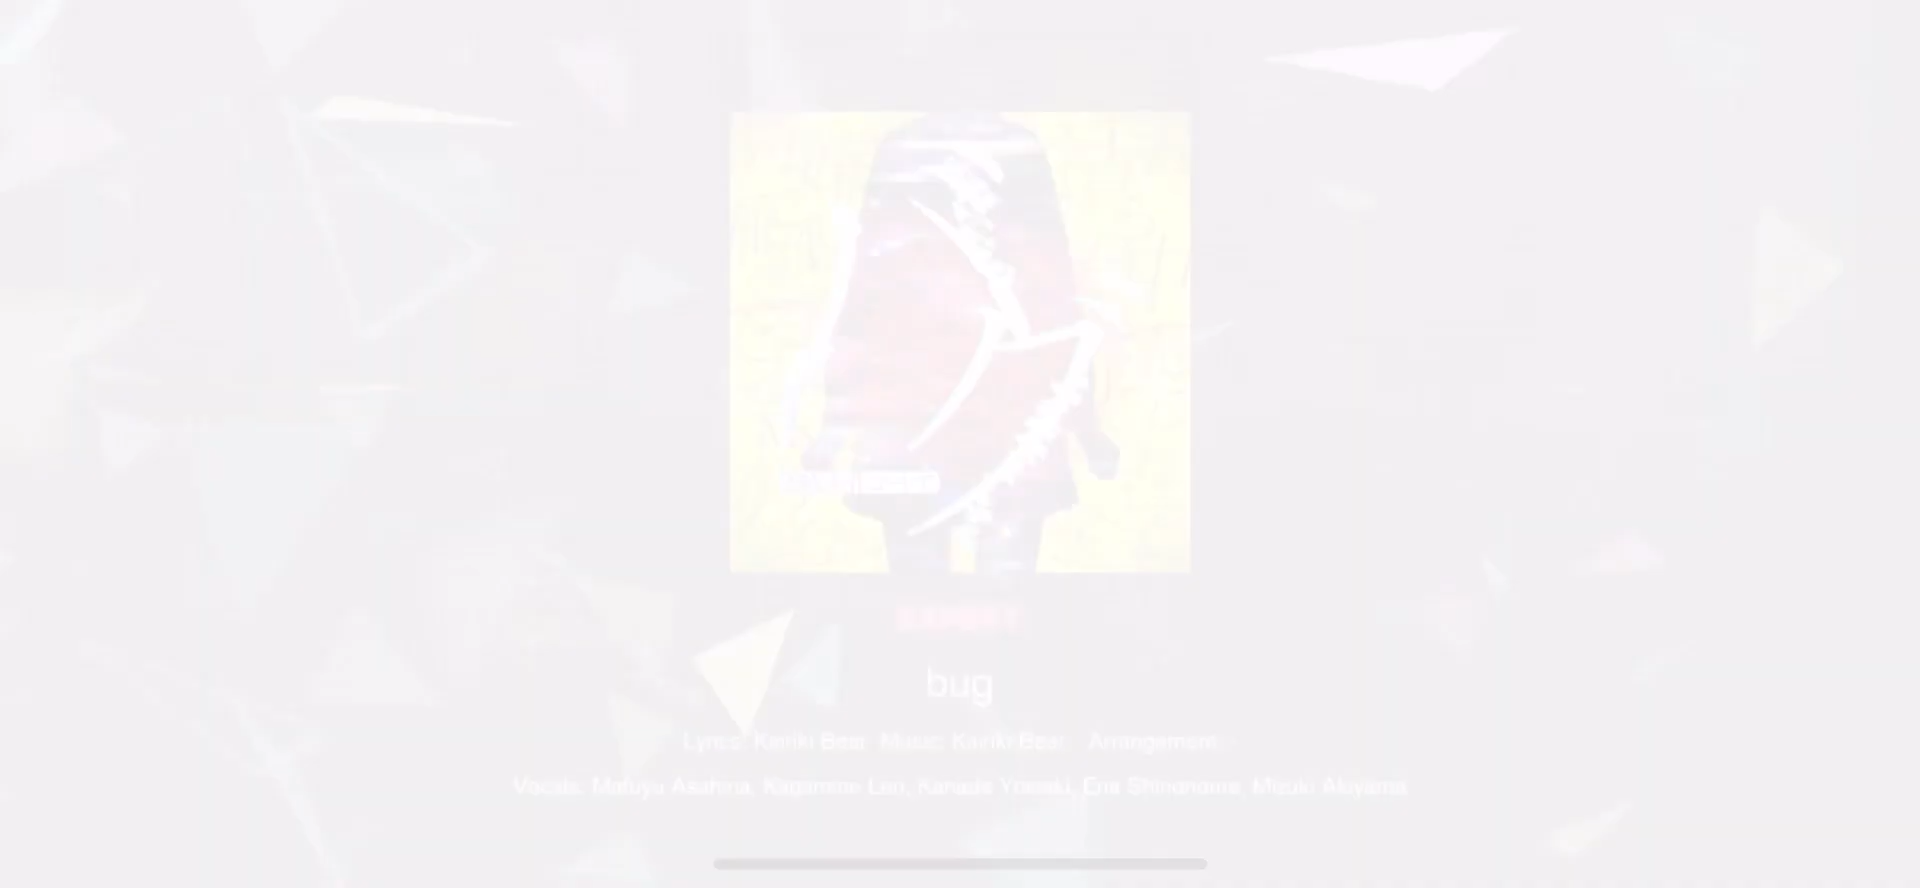 bug
Lyrics: Kairiki Bear Music: Kairiki Bear Arrangement: -
Vocals: Mafuyu Asahina, Kagamine Len, Kanade Yoisaki, Ena Shinonome, Mizuki Akiyama